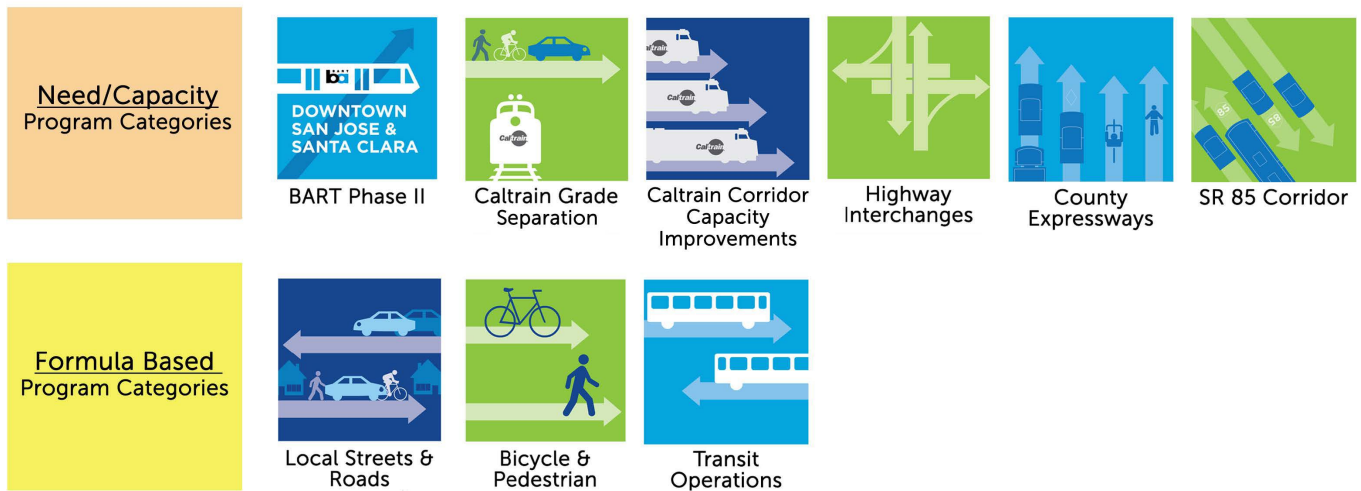 Need/Capacity
Program Categories
DOWNTOWN
SAN JOSE &
SANTA CLARA
BART Phase II
Caltrain
Caltrain Grade
Separation
Caltrain
Caltrain
Caltrain
Caltrain Corridor
Capacity
Improvements
Highway
Interchanges
County
Expressways
85
85
SR 85 Corridor
Formula Based
Program Categories
Local Streets &
Roads
Bicycle &
Pedestrian
Transit
Operations